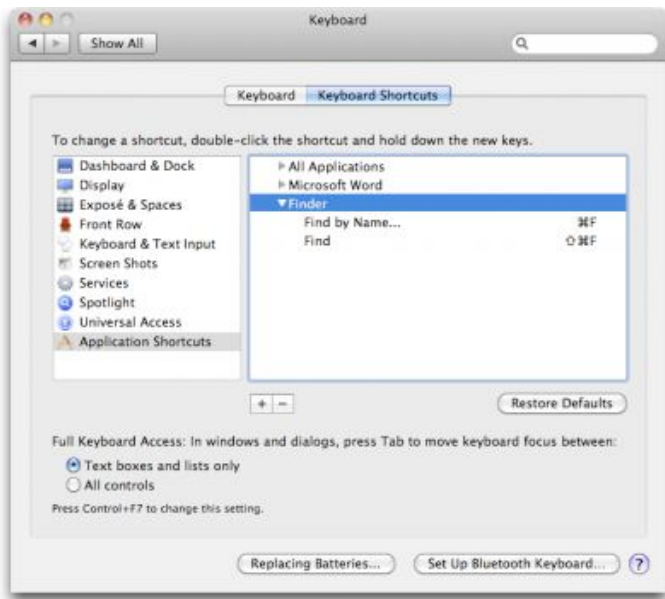 Keyboard
Show All
Keyboard Keyboard Shortcuts
To change a shortcut, double-click the shortcut and hold down the new keys.
Dashboard & Dock
Display
Exposé & Spaces
Front Row
Keyboard & Text Input
Screen Shots
Services
Spotlight
Universal Access
Application Shortcuts
All Applications
Microsoft Word
Finder
Find by Name... ⌘F
Find ⇧⌘F
+ −
Restore Defaults
Full Keyboard Access: In windows and dialogs, press Tab to move keyboard focus between:
Text boxes and lists only
All controls
Press Control+F7 to change this setting.
Replacing Batteries... Set Up Bluetooth Keyboard... ?